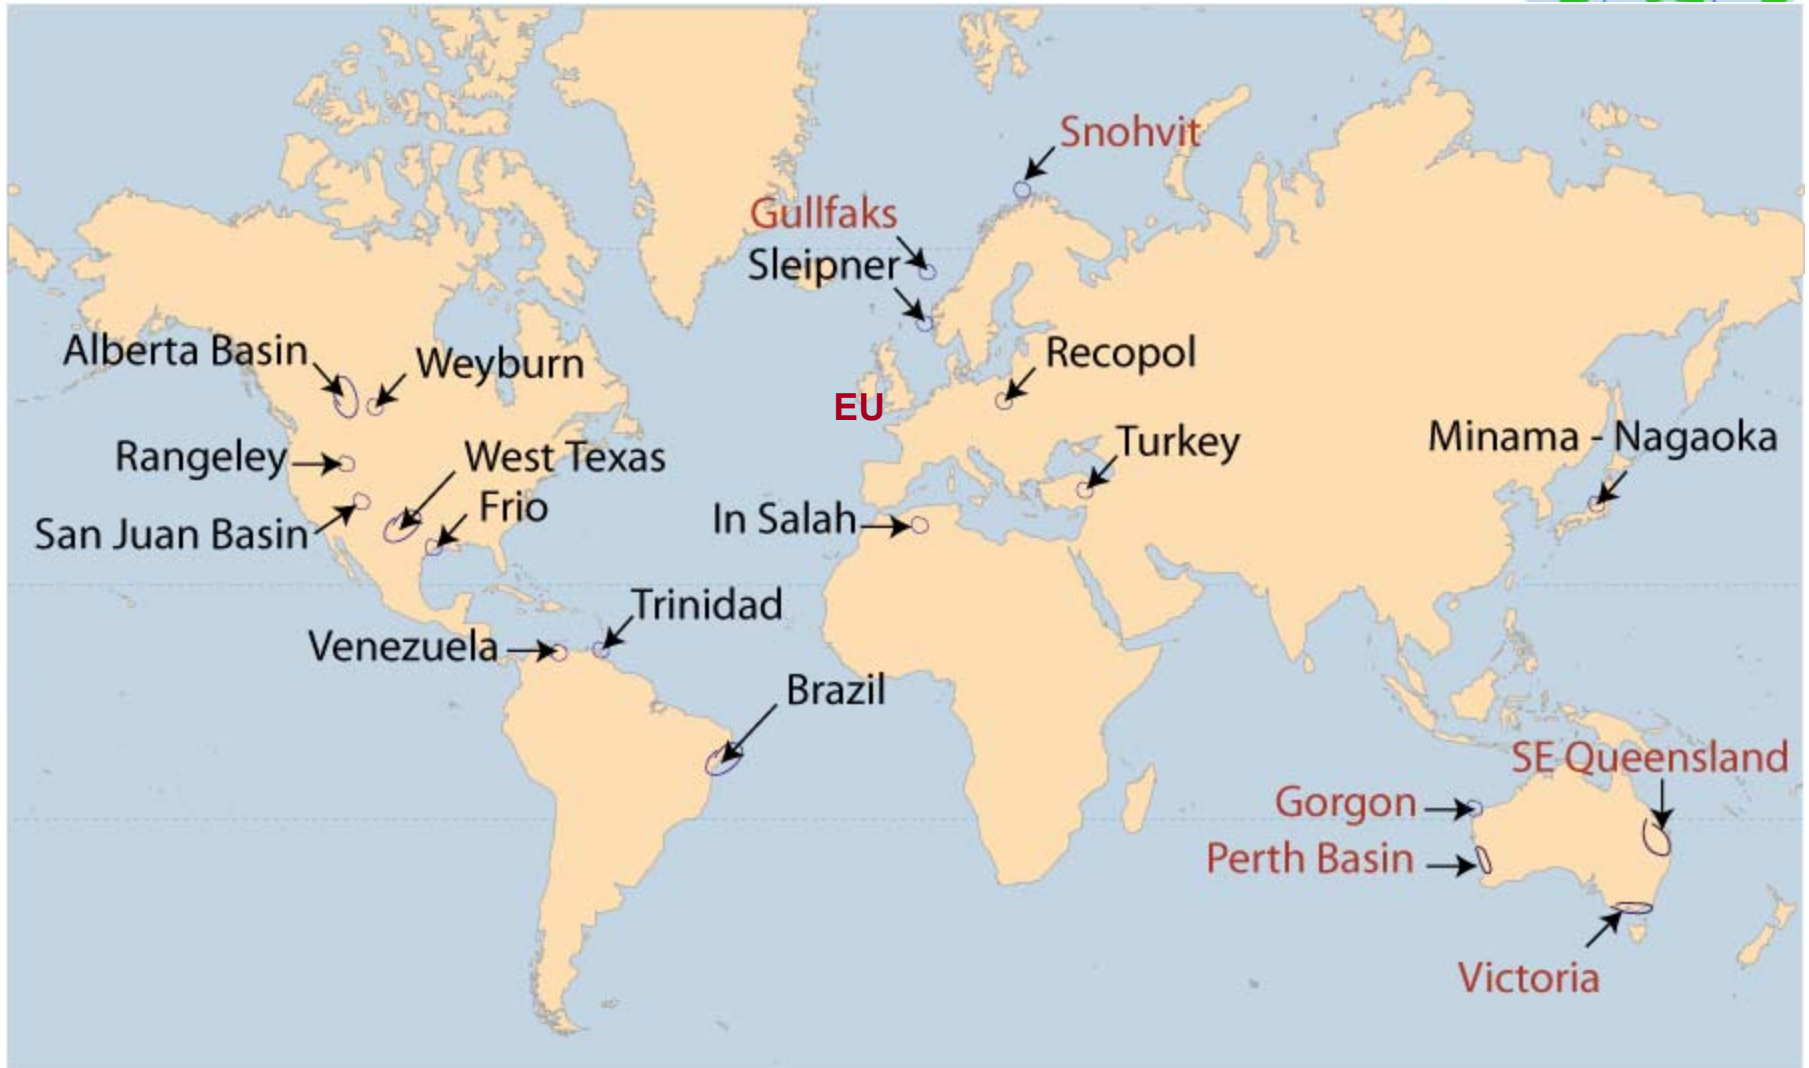 Snohvit
Gullfaks
Sleipner
Alberta Basin
Weyburn
Recopol
EU
Rangeley
West Texas
Turkey
Minama - Nagaoka
San Juan Basin
Frio
In Salah
Trinidad
Venezuela
Brazil
SE Queensland
Gorgon
Perth Basin
Victoria